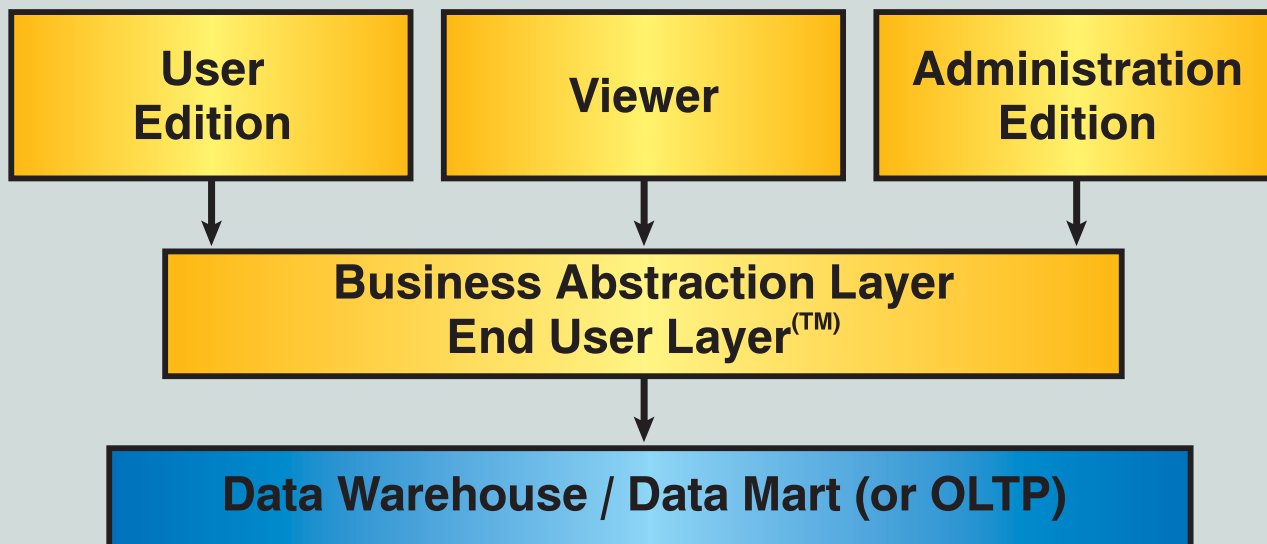 User
Edition
Viewer
Administration
Edition
Business Abstraction Layer
End User Layer(TM)
Data Warehouse / Data Mart (or OLTP)